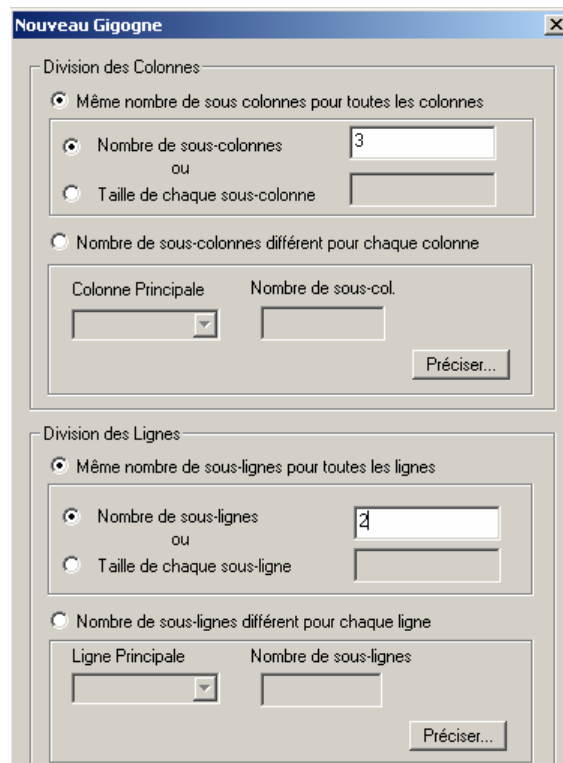 Nouveau Gigogne
Division des Colonnes
Même nombre de sous colonnes pour toutes les colonnes
Nombre de sous-colonnes 3
ou
Taille de chaque sous-colonne
Nombre de sous-colonnes différent pour chaque colonne
Colonne Principale Nombre de sous-col.
Préciser...
Division des Lignes
Même nombre de sous-lignes pour toutes les lignes
Nombre de sous-lignes 2
ou
Taille de chaque sous-ligne
Nombre de sous-lignes différent pour chaque ligne
Ligne Principale Nombre de sous-lignes
Préciser...